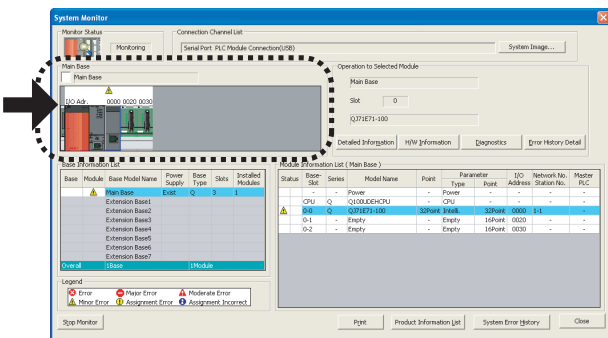 System Monitor
Monitor Status
Monitoring
Connection Channel List
Serial Port PLC Module Connection(USB)
System Image...
Main Base
Main Base
I/O Adr. 0000 0020 0030
Operation to Selected Module
Main Base
Slot 0
QJ71E71-100
Detailed Information
H/W Information
Diagnostics
Error History Detail
Base Information List
Base Module Base Model Name Power Supply Base Type Slots Installed Modules
Main Base Exist Q 3 1
Extension Base1
Extension Base2
Extension Base3
Extension Base4
Extension Base5
Extension Base6
Extension Base7
Overall 1Base 1Module
Module Information List ( Main Base )
Status Base-Slot Series Model Name Point Parameter Type Point I/O Address Network No. Station No. Master PLC
- - Power - Power - - - -
CPU Q Q100UDEHCPU - CPU - - - -
0-0 Q QJ71E71-100 32Point Intelli. 32Point 0000 1-1 -
0-1 - Empty - Empty 16Point 0020 - -
0-2 - Empty - Empty 16Point 0030 - -
Legend
Error Major Error Moderate Error
Minor Error Assignment Error Assignment Incorrect
Stop Monitor
Print
Product Information List
System Error History
Close